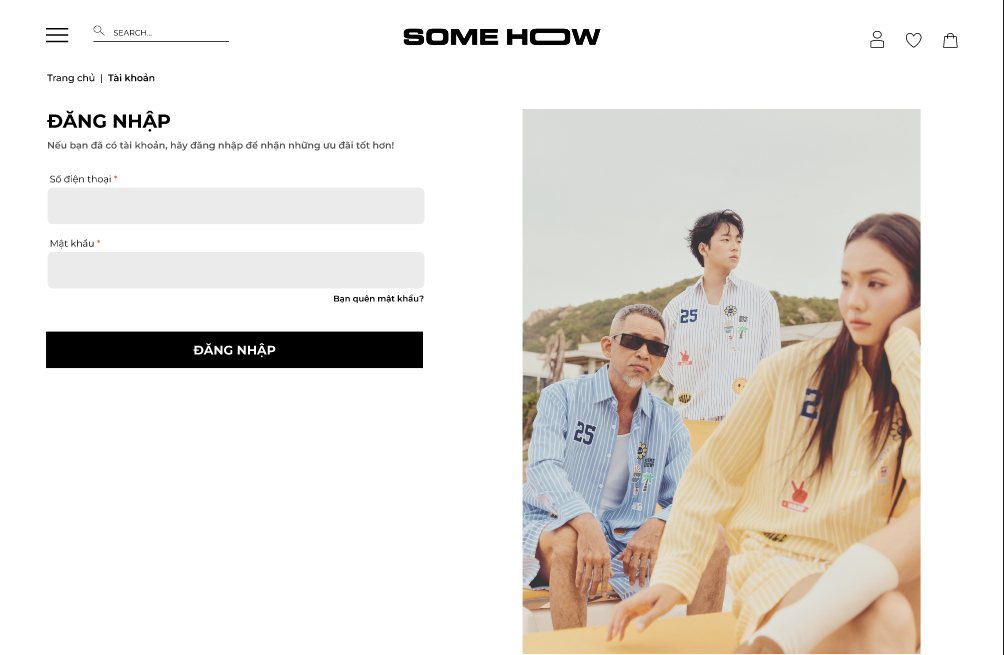 SEARCH...
SOME HOW
Trang chủ | Tài khoản
ĐĂNG NHẬP
Nếu bạn đã có tài khoản, hãy đăng nhập để nhận những ưu đãi tốt hơn!
Số điện thoại *
Mật khẩu *
Bạn quên mật khẩu?
ĐĂNG NHẬP
25
25
2